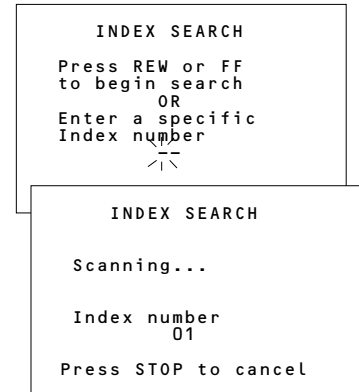 INDEX SEARCH
Press REW or FF
to begin search
OR
Enter a specific
Index number
--
INDEX SEARCH
Scanning...
Index number
01
Press STOP to cancel